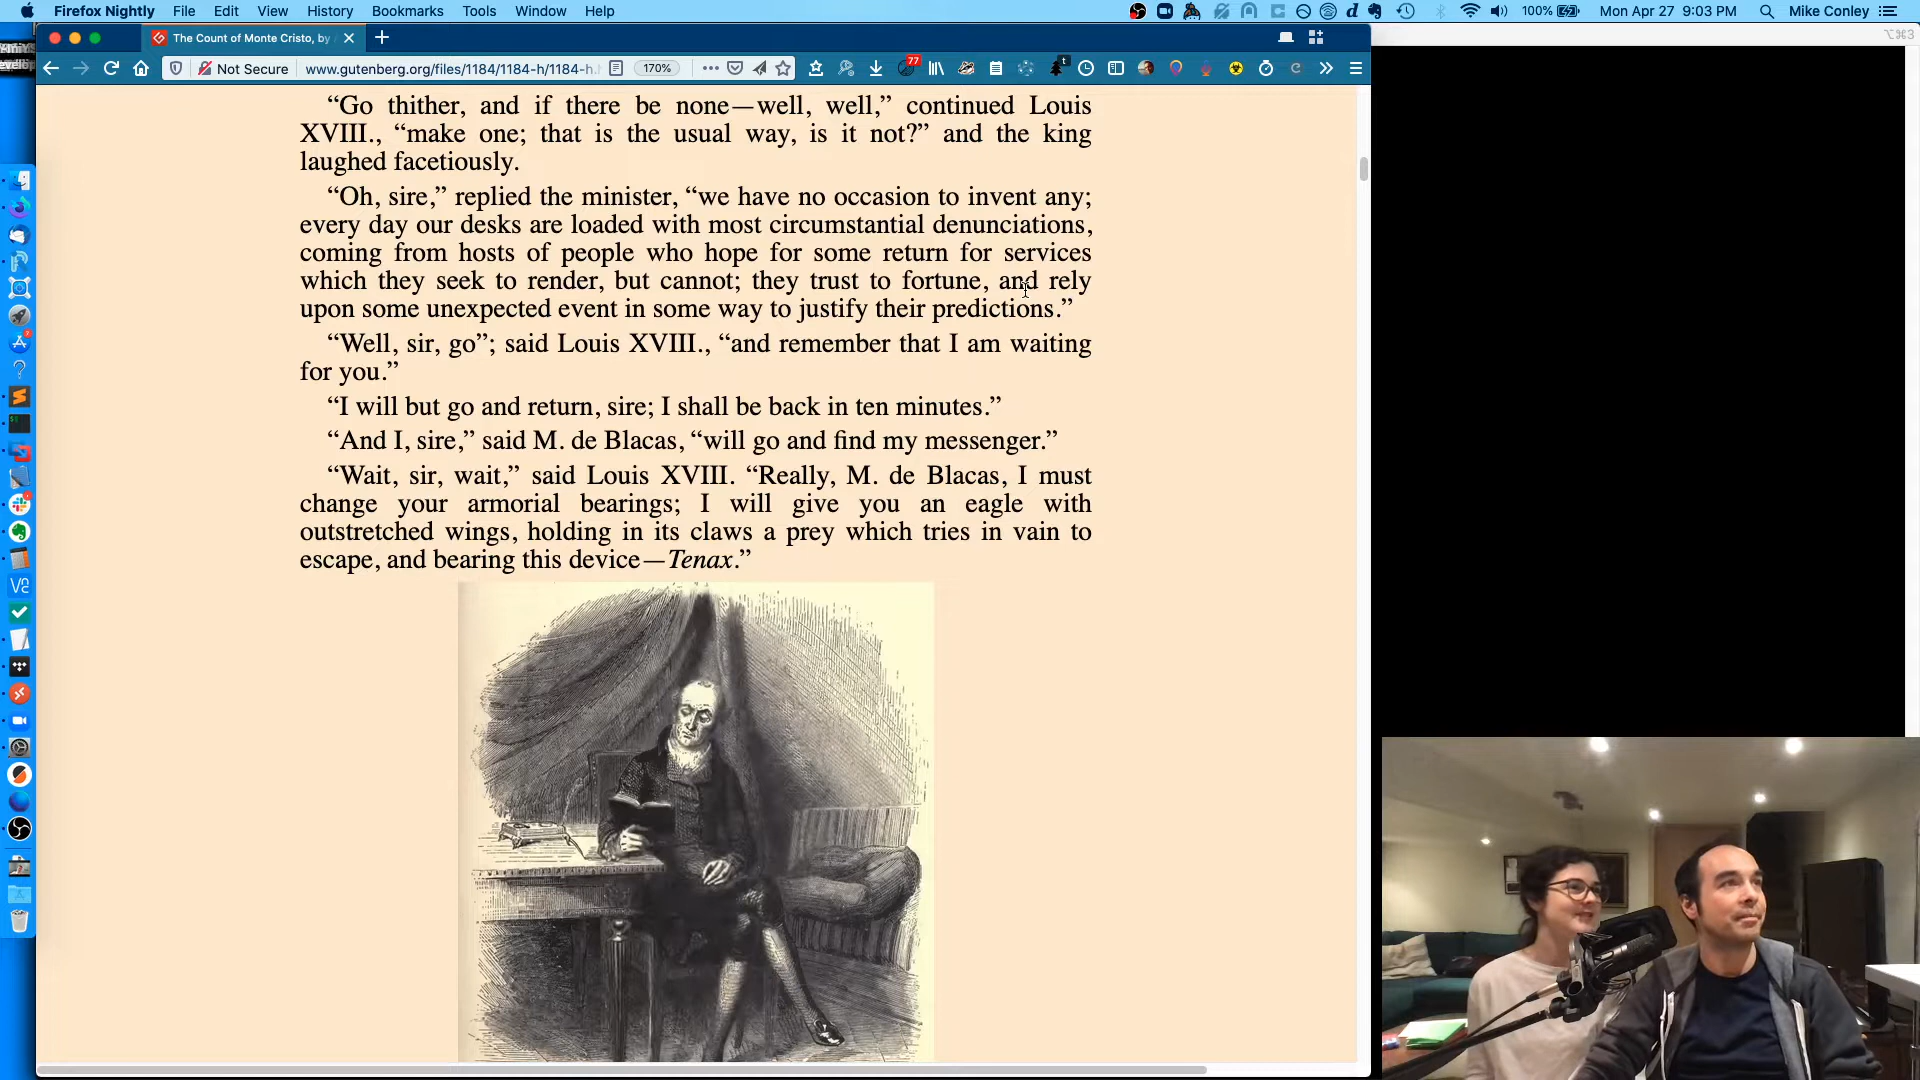 Firefox Nightly File Edit View History Bookmarks Tools Window Help 100% Mon Apr 27 9:03 PM Mike Conley
The Count of Monte Cristo, by
⌥⌘3
Not Secure www.gutenberg.org/files/1184/1184-h/1184-h. 170% 77
“Go thither, and if there be none—well, well,” continued Louis
XVIII., “make one; that is the usual way, is it not?” and the king
laughed facetiously.
“Oh, sire,” replied the minister, “we have no occasion to invent any;
every day our desks are loaded with most circumstantial denunciations,
coming from hosts of people who hope for some return for services
which they seek to render, but cannot; they trust to fortune, and rely
upon some unexpected event in some way to justify their predictions.”
“Well, sir, go”; said Louis XVIII., “and remember that I am waiting
for you.”
“I will but go and return, sire; I shall be back in ten minutes.”
“And I, sire,” said M. de Blacas, “will go and find my messenger.”
“Wait, sir, wait,” said Louis XVIII. “Really, M. de Blacas, I must
change your armorial bearings; I will give you an eagle with
outstretched wings, holding in its claws a prey which tries in vain to
escape, and bearing this device—Tenax.”